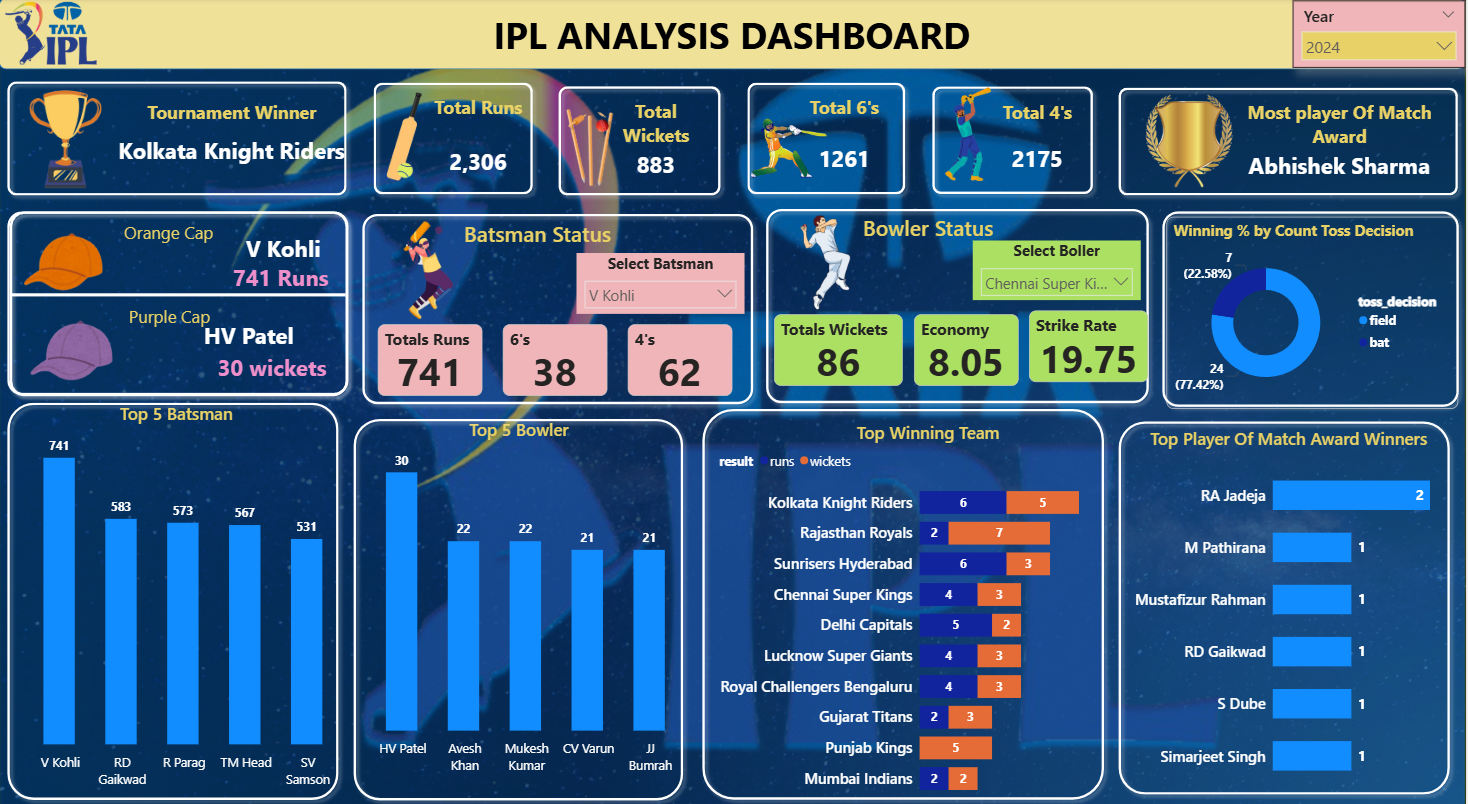 TATA
IPL
IPL ANALYSIS DASHBOARD
Year
2024
Tournament Winner
Kolkata Knight Riders
Total Runs
2,306
Total
Wickets
883
Total 6's
1261
Total 4's
2175
Most player Of Match
Award
Abhishek Sharma
Orange Cap
V Kohli
741 Runs
Purple Cap
HV Patel
30 wickets
Batsman Status
Select Batsman
V Kohli
Totals Runs
741
6's
38
4's
62
Bowler Status
Select Boller
Chennai Super Ki...
Totals Wickets
86
Economy
8.05
Strike Rate
19.75
Winning % by Count Toss Decision
7
(22.58%)
24
(77.42%)
toss_decision
field
bat
Top 5 Batsman
741
583
573
567
531
V Kohli
RD
Gaikwad
R Parag
TM Head
SV
Samson
Top 5 Bowler
30
22
22
21
21
HV Patel
Avesh
Khan
Mukesh
Kumar
CV Varun
JJ
Bumrah
Top Winning Team
result runs wickets
Kolkata Knight Riders 6 5
Rajasthan Royals 2 7
Sunrisers Hyderabad 6 3
Chennai Super Kings 4 3
Delhi Capitals 5 2
Lucknow Super Giants 4 3
Royal Challengers Bengaluru 4 3
Gujarat Titans 2 3
Punjab Kings 5
Mumbai Indians 2 2
Top Player Of Match Award Winners
RA Jadeja 2
M Pathirana 1
Mustafizur Rahman 1
RD Gaikwad 1
S Dube 1
Simarjeet Singh 1